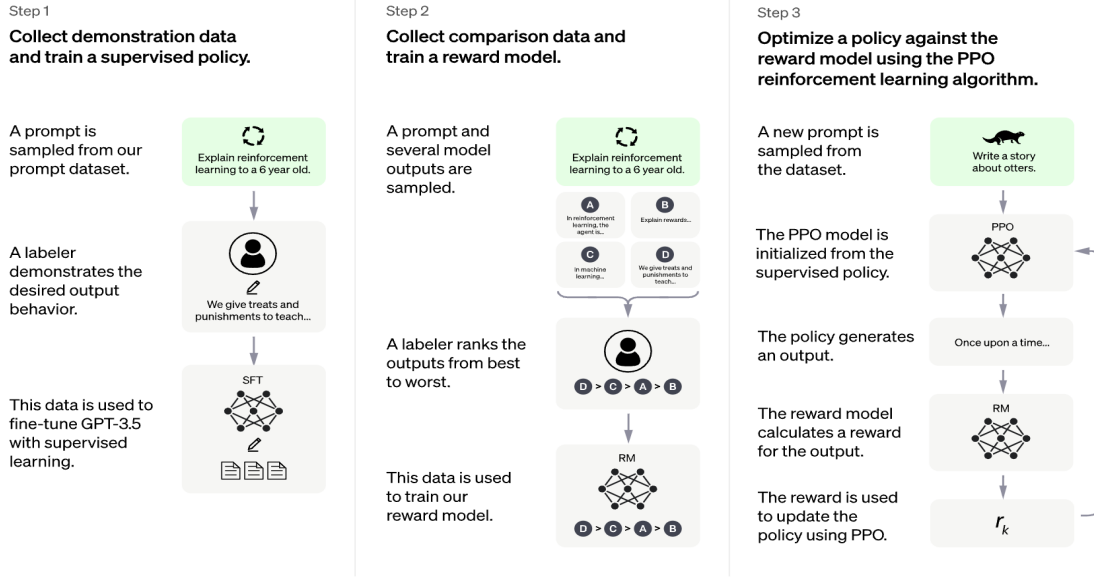 Step 1
Collect demonstration data
and train a supervised policy.
A prompt is
sampled from our
prompt dataset.
Explain reinforcement
learning to a 6 year old.
A labeler
demonstrates the
desired output
behavior.
We give treats and
punishments to teach...
This data is used to
fine-tune GPT-3.5
with supervised
learning.
SFT
Step 2
Collect comparison data and
train a reward model.
A prompt and
several model
outputs are
sampled.
Explain reinforcement
learning to a 6 year old.
A
In reinforcement
learning, the
agent is...
B
Explain rewards...
C
In machine
learning...
D
We give treats and
punishments to
teach...
A labeler ranks the
outputs from best
to worst.
D > C > A > B
This data is used
to train our
reward model.
RM
D > C > A > B
Step 3
Optimize a policy against the
reward model using the PPO
reinforcement learning algorithm.
A new prompt is
sampled from
the dataset.
Write a story
about otters.
The PPO model is
initialized from the
supervised policy.
PPO
The policy generates
an output.
Once upon a time...
The reward model
calculates a reward
for the output.
RM
The reward is used
to update the
policy using PPO.
rk